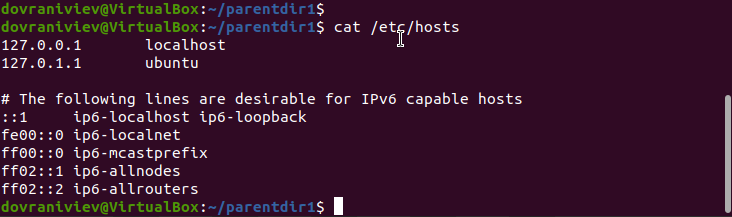 dovraniviev@VirtualBox:~/parentdir1$
dovraniviev@VirtualBox:~/parentdir1$ cat /etc/hosts
127.0.0.1       localhost
127.0.1.1       ubuntu

# The following lines are desirable for IPv6 capable hosts
::1     ip6-localhost ip6-loopback
fe00::0 ip6-localnet
ff00::0 ip6-mcastprefix
ff02::1 ip6-allnodes
ff02::2 ip6-allrouters
dovraniviev@VirtualBox:~/parentdir1$